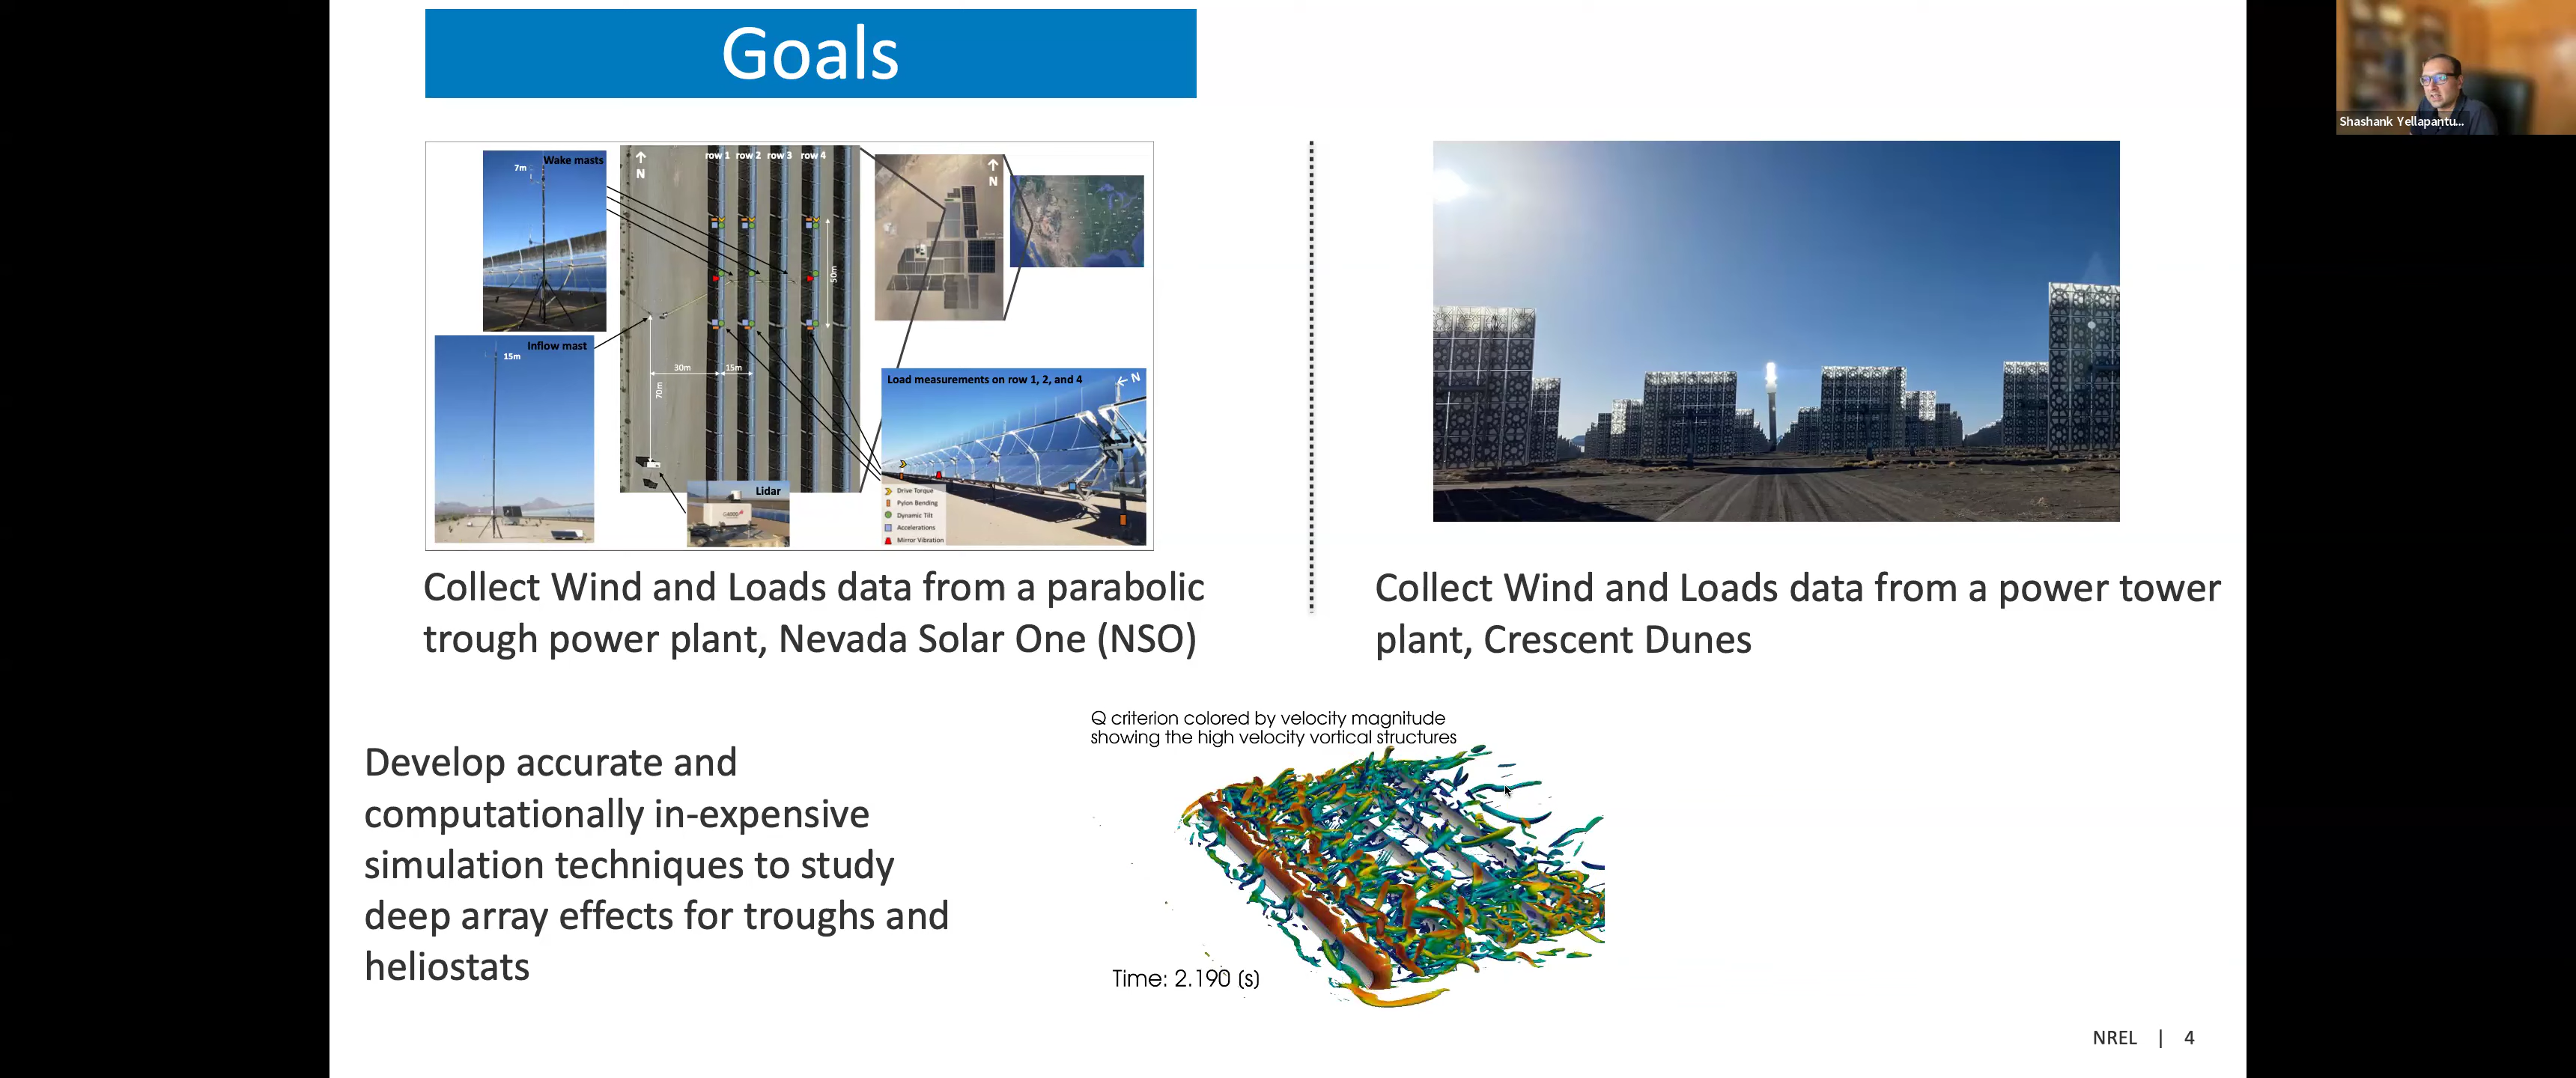 Goals
Shashank Yellapantu...
Wake masts
7m
N
row 1 row 2 row 3 row 4
50m
N
Inflow mast
15m
30m
15m
70m
Lidar
Load measurements on row 1, 2, and 4
N
Drive Torque
Pylon Bending
Dynamic Tilt
Accelerations
Mirror Vibration
Collect Wind and Loads data from a parabolic
trough power plant, Nevada Solar One (NSO)
Collect Wind and Loads data from a power tower
plant, Crescent Dunes
Develop accurate and
computationally in-expensive
simulation techniques to study
deep array effects for troughs and
heliostats
Q criterion colored by velocity magnitude
showing the high velocity vortical structures
Time: 2.190 (s)
NREL | 4